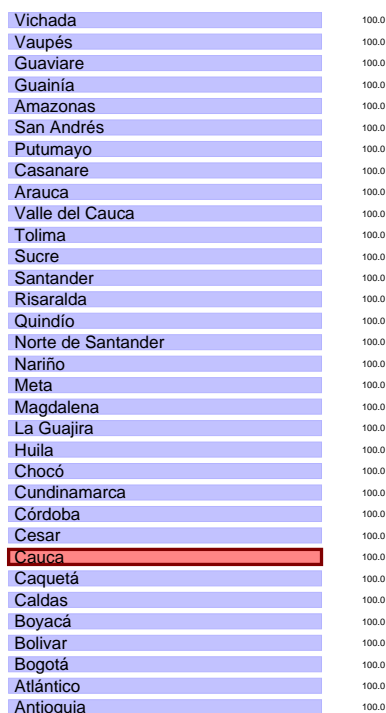 Vichada 100.0
Vaupés 100.0
Guaviare 100.0
Guainía 100.0
Amazonas 100.0
San Andrés 100.0
Putumayo 100.0
Casanare 100.0
Arauca 100.0
Valle del Cauca 100.0
Tolima 100.0
Sucre 100.0
Santander 100.0
Risaralda 100.0
Quindío 100.0
Norte de Santander 100.0
Nariño 100.0
Meta 100.0
Magdalena 100.0
La Guajira 100.0
Huila 100.0
Chocó 100.0
Cundinamarca 100.0
Córdoba 100.0
Cesar 100.0
Cauca 100.0
Caquetá 100.0
Caldas 100.0
Boyacá 100.0
Bolivar 100.0
Bogotá 100.0
Atlántico 100.0
Antioquia 100.0